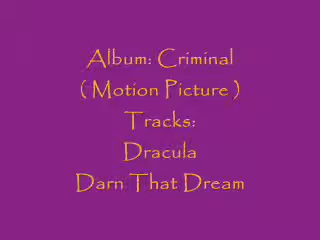 Album: Criminal
( Motion Picture )
Tracks:
Dracula
Darn That Dream